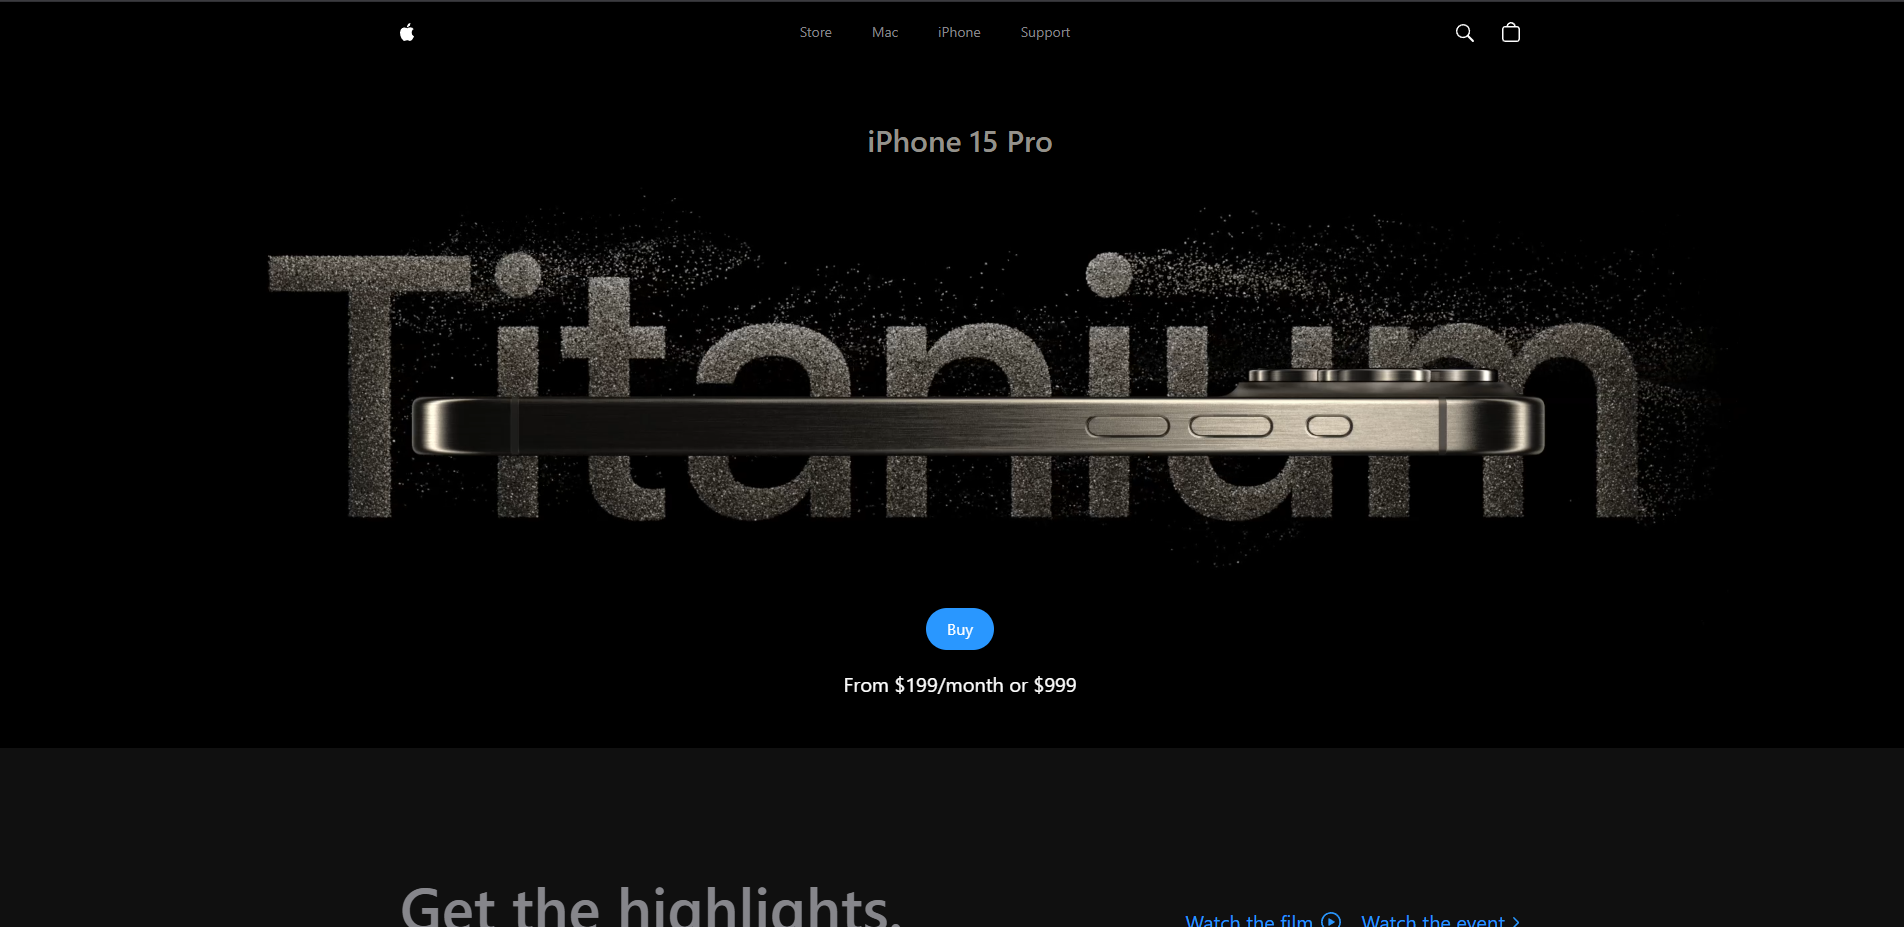 Store Mac iPhone Support
iPhone 15 Pro
Titanium
Buy
From $199/month or $999
Get the highlights.
Watch the film Watch the event